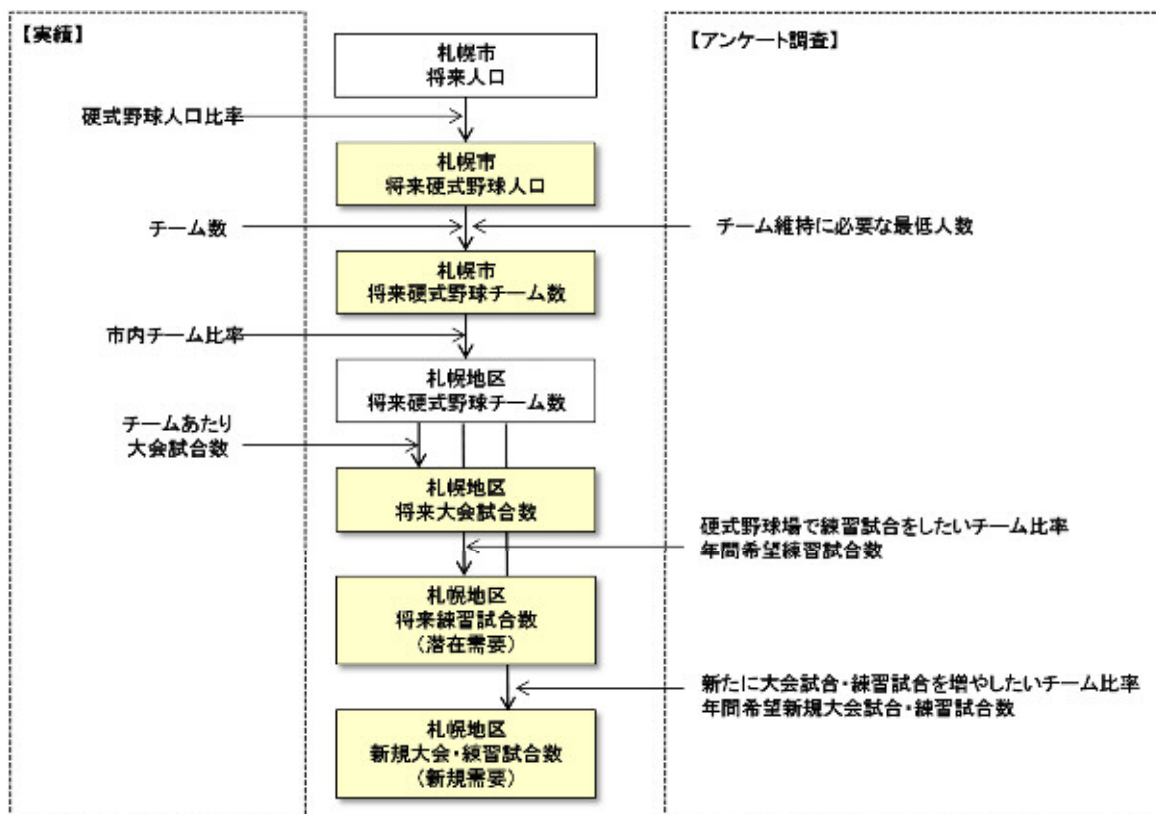 【実績】
【アンケート調査】
札幌市
将来人口
硬式野球人口比率
札幌市
将来硬式野球人口
チーム数
チーム維持に必要な最低人数
札幌市
将来硬式野球チーム数
市内チーム比率
札幌地区
将来硬式野球チーム数
チームあたり
大会試合数
札幌地区
将来大会試合数
硬式野球場で練習試合をしたいチーム比率
年間希望練習試合数
札幌地区
将来練習試合数
（潜在需要）
新たに大会試合・練習試合を増やしたいチーム比率
年間希望新規大会試合・練習試合数
札幌地区
新規大会・練習試合数
（新規需要）